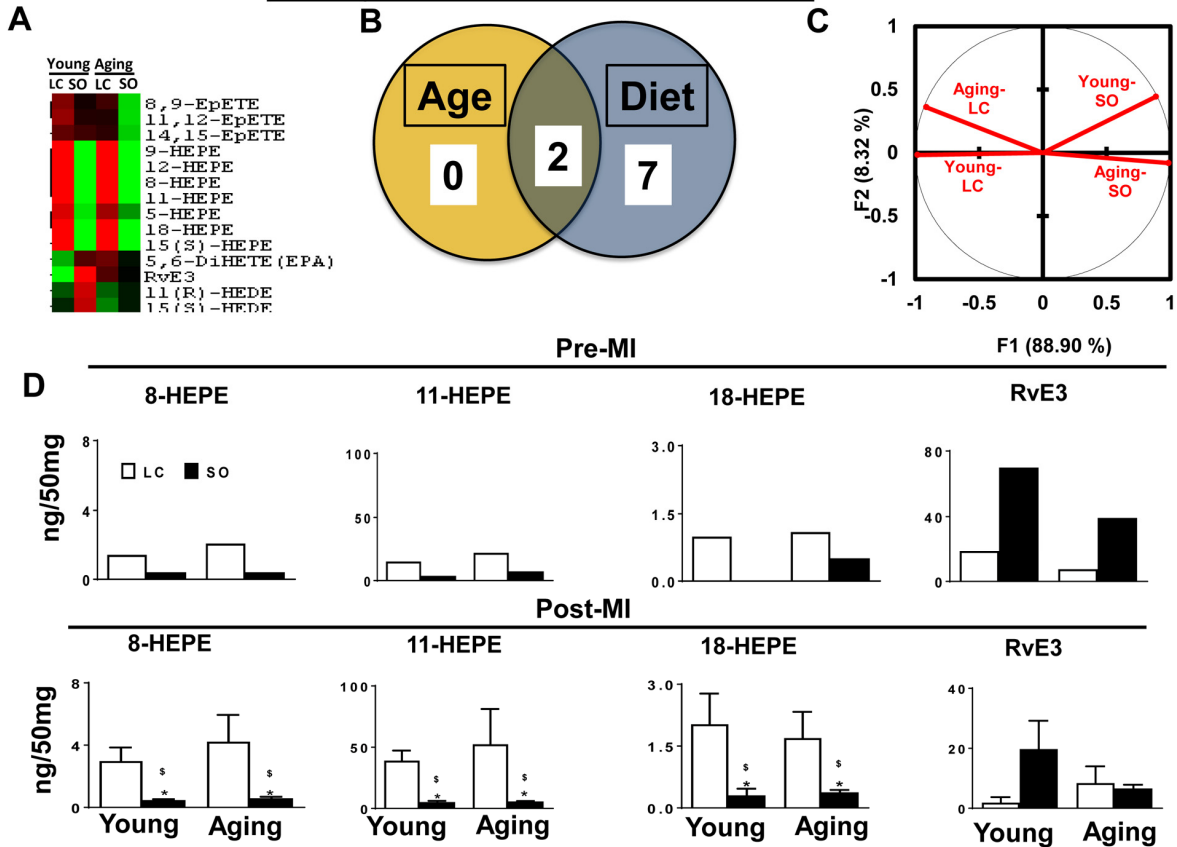 A
Young Aging
LC SO LC SO
8,9-EpETE
11,12-EpETE
14,15-EpETE
9-HEPE
12-HEPE
8-HEPE
11-HEPE
5-HEPE
18-HEPE
15(S)-HEPE
5,6-DiHETE(EPA)
RvE3
11(R)-HEDE
15(S)-HEDE
B
Age
Diet
0
2
7
C
F2 (8.32 %)
1
0.5
0
-0.5
-1
Aging-
LC
Young-
SO
Young-
LC
Aging-
SO
-1 -0.5 0 0.5 1
F1 (88.90 %)
D
Pre-MI
8-HEPE
11-HEPE
18-HEPE
RvE3
ng/50mg
8
4
2
0
LC SO
100
50
0
3.0
1.5
0.0
80
40
0
Post-MI
8-HEPE
11-HEPE
18-HEPE
RvE3
ng/50mg
8
4
2
0
$
*
$
*
Young Aging
100
50
0
$
*
$
*
Young Aging
3.0
1.5
0.0
$
*
$
*
Young Aging
40
20
0
Young Aging